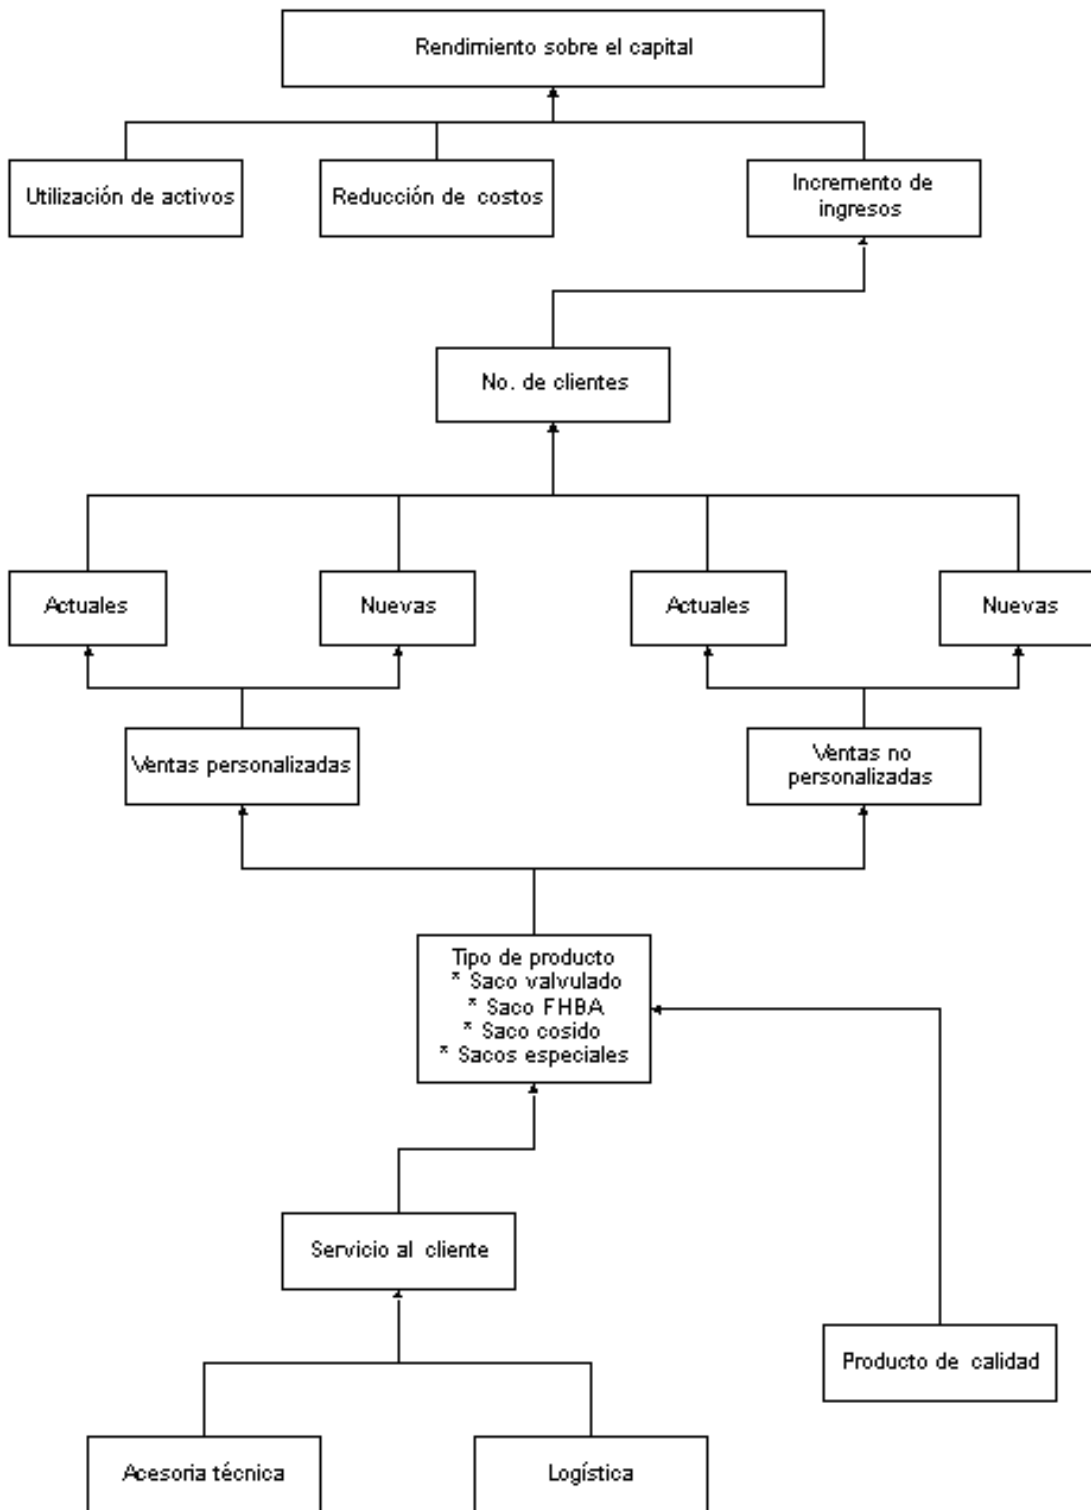 Rendimiento sobre el capital
Utilización de activos
Reducción de costos
Incremento de
ingresos
No. de clientes
Actuales
Nuevas
Actuales
Nuevas
Ventas personalizadas
Ventas no
personalizadas
Tipo de producto
* Saco valvulado
* Saco FHBA
* Saco cosido
* Sacos especiales
Servicio al cliente
Producto de calidad
Acesoria técnica
Logística